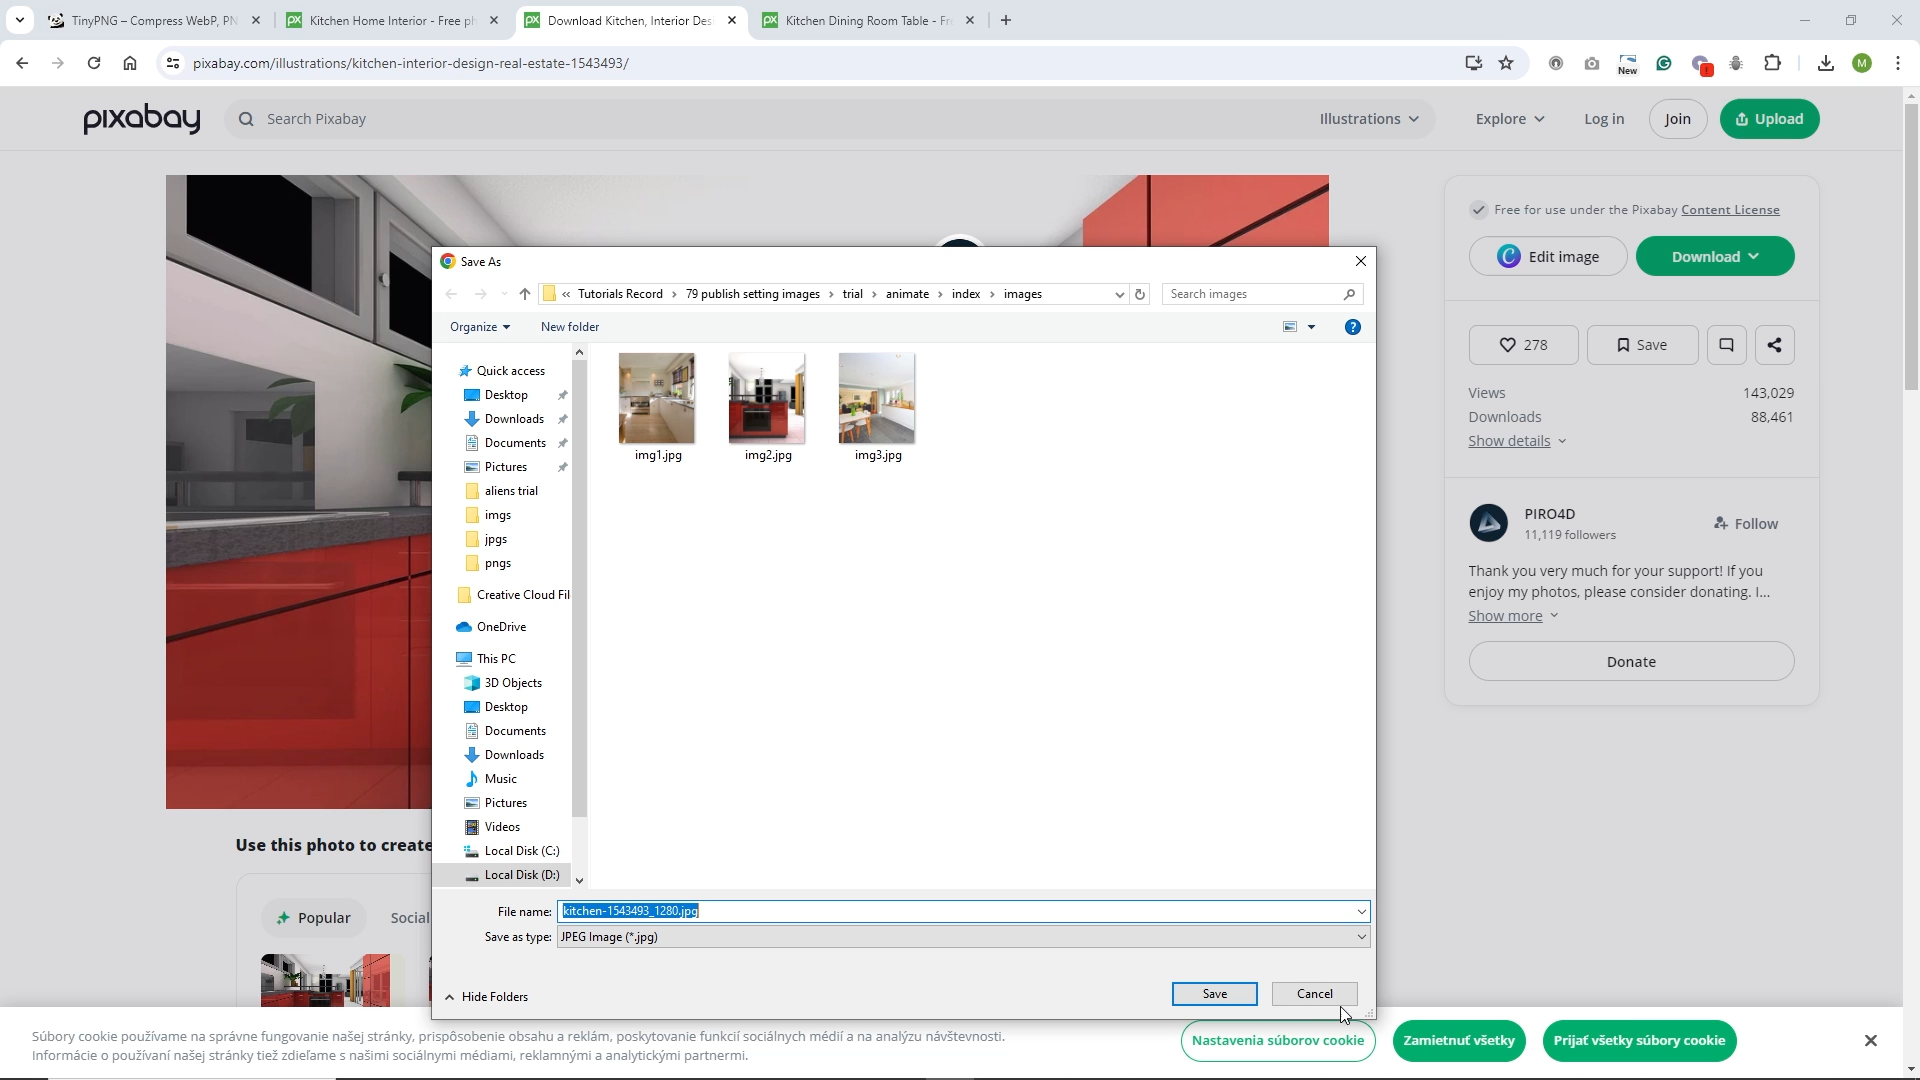 TinyPNG – Compress WebP, PN
Kitchen Home Interior - Free ph
Download Kitchen, Interior Des
Kitchen Dining Room Table - Fr
pixabay.com/illustrations/kitchen-interior-design-real-estate-1543493/
New
M
pixabay
Search Pixabay
Illustrations
Explore
Log in
Join
Upload
Free for use under the Pixabay Content License
Edit image
Download
278
Save
Views 143,029
Downloads 88,461
Show details
PIRO4D
11,119 followers
Follow
Thank you very much for your support! If you
enjoy my photos, please consider donating. I...
Show more
Donate
Save As
« Tutorials Record › 79 publish setting images › trial › animate › index › images
Search images
Organize
New folder
Quick access
Desktop
Downloads
Documents
Pictures
aliens trial
imgs
jpgs
pngs
Creative Cloud Fil
OneDrive
This PC
3D Objects
Desktop
Documents
Downloads
Music
Pictures
Videos
Local Disk (C:)
Local Disk (D:)
img1.jpg
img2.jpg
img3.jpg
File name: kitchen-1543493_1280.jpg
Save as type: JPEG Image (*.jpg)
Hide Folders
Save
Cancel
Use this photo to create
Popular
Social
Súbory cookie používame na správne fungovanie našej stránky, prispôsobenie obsahu a reklám, poskytovanie funkcií sociálnych médií a na analýzu návštevnosti.
Informácie o používaní našej stránky tiež zdieľame s našimi sociálnymi médiami, reklamnými a analytickými partnermi.
Nastavenia súborov cookie
Zamietnuť všetky
Prijať všetky súbory cookie